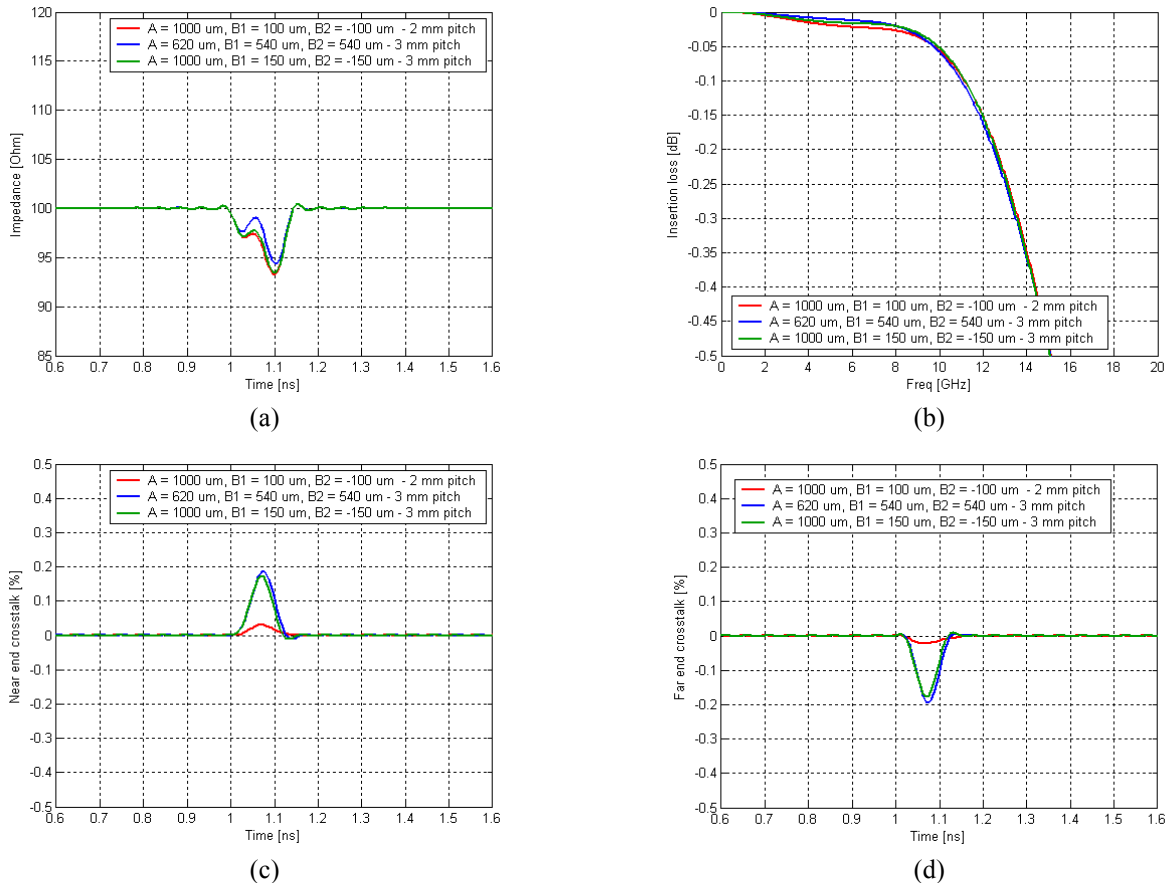 120
115
110
105
100
95
90
85
Impedance [Ohm]
A = 1000 um, B1 = 100 um, B2 = -100 um - 2 mm pitch
A = 620 um, B1 = 540 um, B2 = 540 um - 3 mm pitch
A = 1000 um, B1 = 150 um, B2 = -150 um - 3 mm pitch
0.6 0.7 0.8 0.9 1 1.1 1.2 1.3 1.4 1.5 1.6
Time [ns]
(a)
0
-0.05
-0.1
-0.15
-0.2
-0.25
-0.3
-0.35
-0.4
-0.45
-0.5
Insertion loss [dB]
A = 1000 um, B1 = 100 um, B2 = -100 um - 2 mm pitch
A = 620 um, B1 = 540 um, B2 = 540 um - 3 mm pitch
A = 1000 um, B1 = 150 um, B2 = -150 um - 3 mm pitch
0 2 4 6 8 10 12 14 16 18 20
Freq [GHz]
(b)
0.5
0.4
0.3
0.2
0.1
0
-0.1
-0.2
-0.3
-0.4
-0.5
Near end crosstalk [%]
A = 1000 um, B1 = 100 um, B2 = -100 um - 2 mm pitch
A = 620 um, B1 = 540 um, B2 = 540 um - 3 mm pitch
A = 1000 um, B1 = 150 um, B2 = -150 um - 3 mm pitch
0.6 0.7 0.8 0.9 1 1.1 1.2 1.3 1.4 1.5 1.6
Time [ns]
(c)
0.5
0.4
0.3
0.2
0.1
0
-0.1
-0.2
-0.3
-0.4
-0.5
Far end crosstalk [%]
A = 1000 um, B1 = 100 um, B2 = -100 um - 2 mm pitch
A = 620 um, B1 = 540 um, B2 = 540 um - 3 mm pitch
A = 1000 um, B1 = 150 um, B2 = -150 um - 3 mm pitch
0.6 0.7 0.8 0.9 1 1.1 1.2 1.3 1.4 1.5 1.6
Time [ns]
(d)